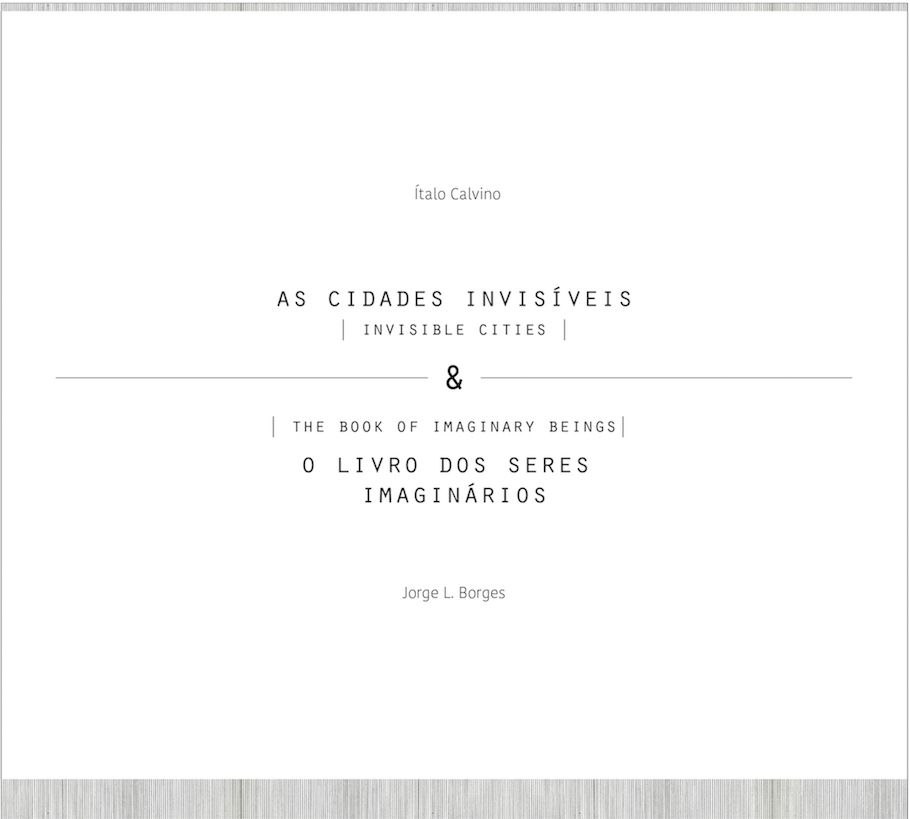 Ítalo Calvino
AS CIDADES INVISÍVEIS
| INVISIBLE CITIES |
&
| THE BOOK OF IMAGINARY BEINGS|
O LIVRO DOS SERES
IMAGINÁRIOS
Jorge L. Borges